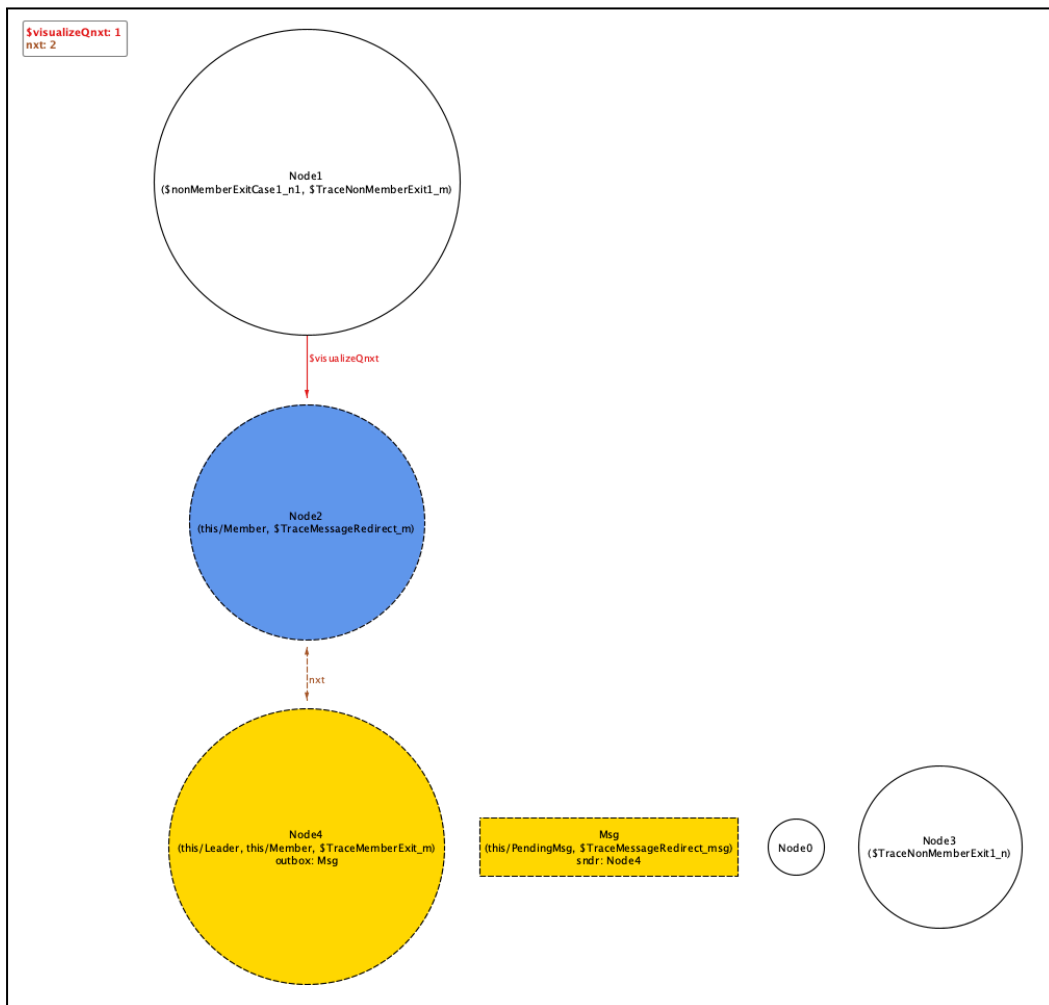 $visualizeQnxt: 1
nxt: 2
Node1
($nonMemberExitCase1_n1, $TraceNonMemberExit1_m)
$visualizeQnxt
Node2
(this/Member, $TraceMessageRedirect_m)
nxt
Node4
(this/Leader, this/Member, $TraceMemberExit_m)
outbox: Msg
Msg
(this/PendingMsg, $TraceMessageRedirect_msg)
sndr: Node4
Node0
Node3
($TraceNonMemberExit1_n)